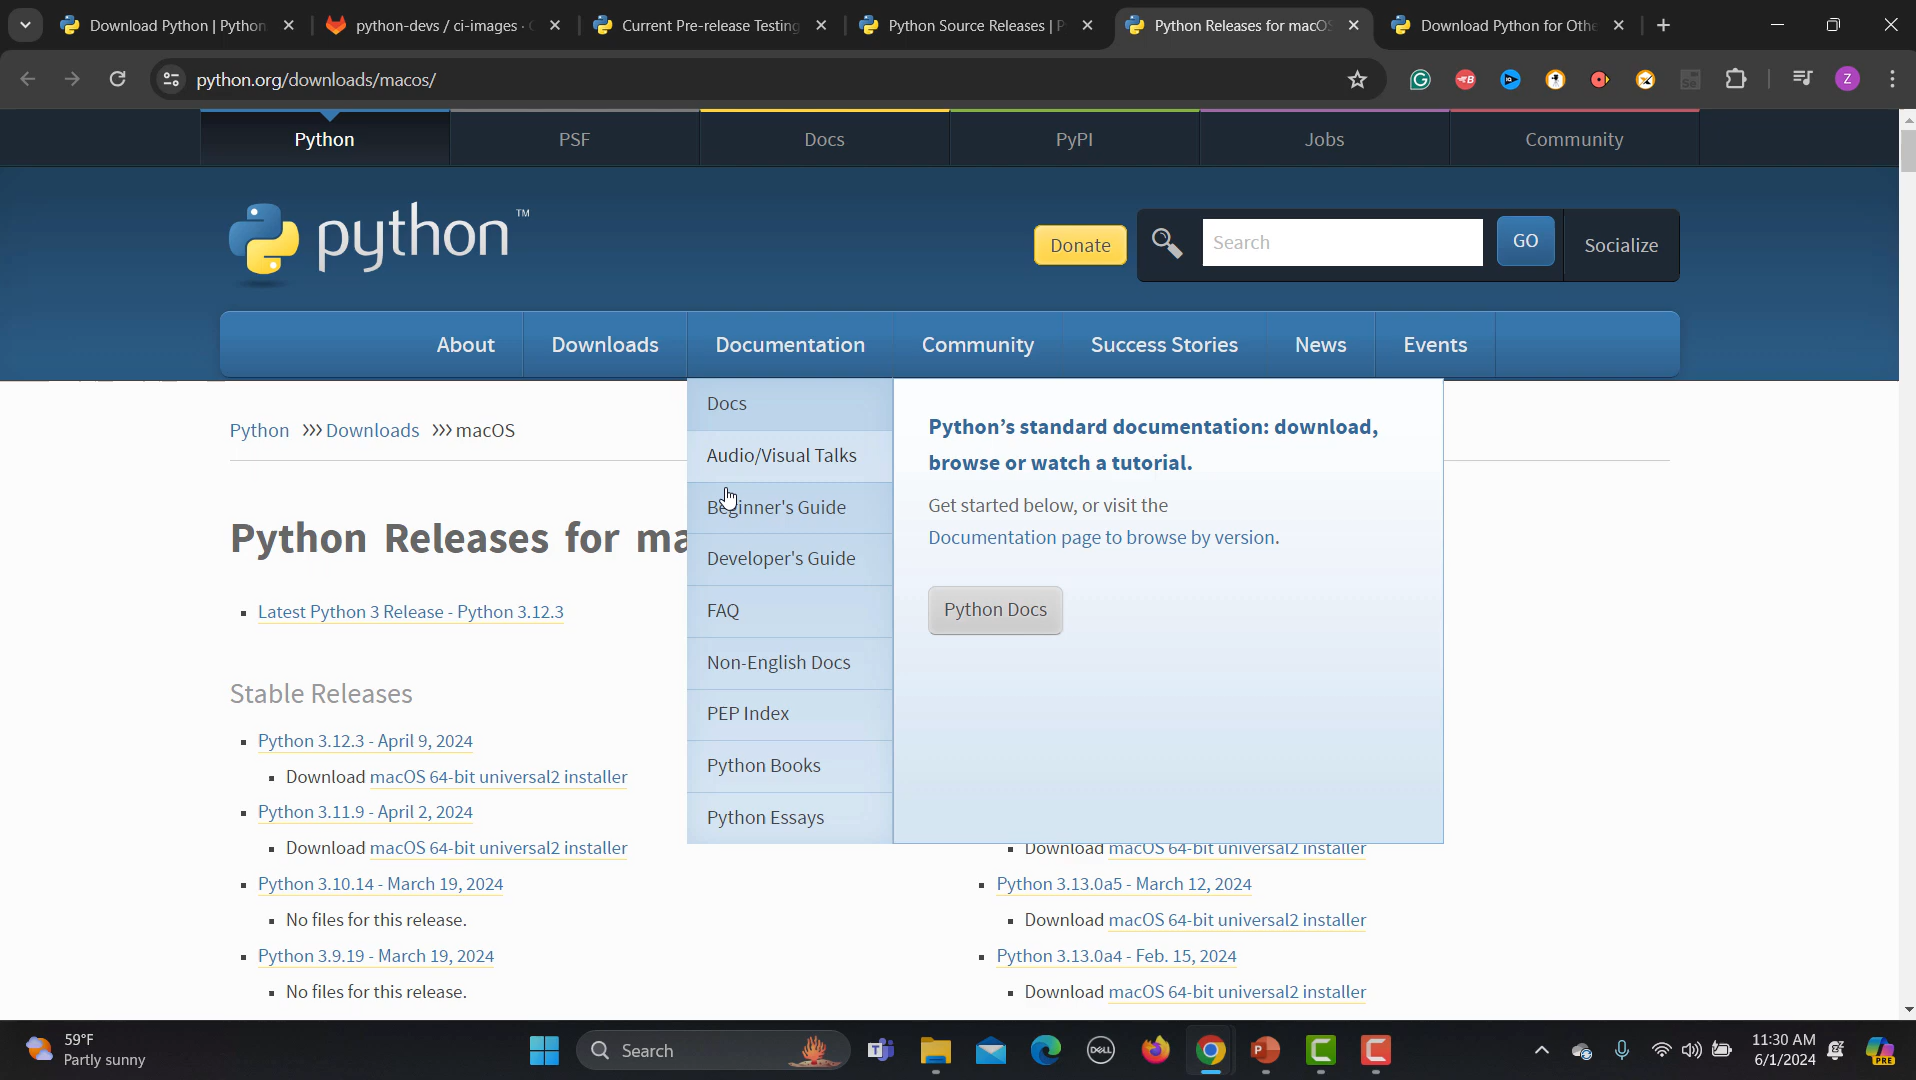 Download Python | Python
python-devs / ci-images ·
Current Pre-release Testing
Python Source Releases | P
Python Releases for macOS
Download Python for Othe
python.org/downloads/macos/
Z
Python
PSF
Docs
PyPI
Jobs
Community
python™
Donate
Search
GO
Socialize
About
Downloads
Documentation
Community
Success Stories
News
Events
Python >>> Downloads >>> macOS
Docs
Audio/Visual Talks
Beginner's Guide
Developer's Guide
FAQ
Non-English Docs
PEP Index
Python Books
Python Essays
Python's standard documentation: download,
browse or watch a tutorial.
Get started below, or visit the
Documentation page to browse by version.
Python Docs
Python Releases for ma
Latest Python 3 Release - Python 3.12.3
Stable Releases
Python 3.12.3 - April 9, 2024
Download macOS 64-bit universal2 installer
Python 3.11.9 - April 2, 2024
Download macOS 64-bit universal2 installer
Python 3.10.14 - March 19, 2024
No files for this release.
Python 3.9.19 - March 19, 2024
No files for this release.
Download macOS 64-bit universal2 installer
Python 3.13.0a5 - March 12, 2024
Download macOS 64-bit universal2 installer
Python 3.13.0a4 - Feb. 15, 2024
Download macOS 64-bit universal2 installer
59°F
Partly sunny
Search
DELL
11:30 AM
6/1/2024
PRE